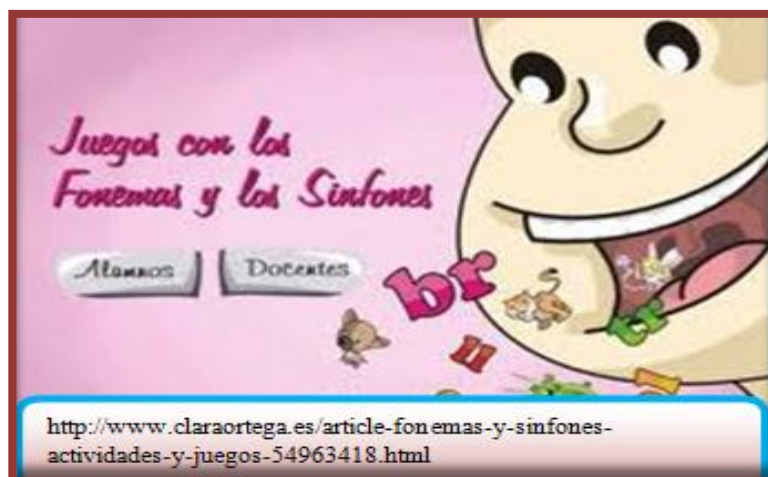 Juegos con los
Fonemas y los Sinfones
Alumnos Docentes
br
ll
http://www.claraortega.es/article-fonemas-y-sinfones-
actividades-y-juegos-54963418.html